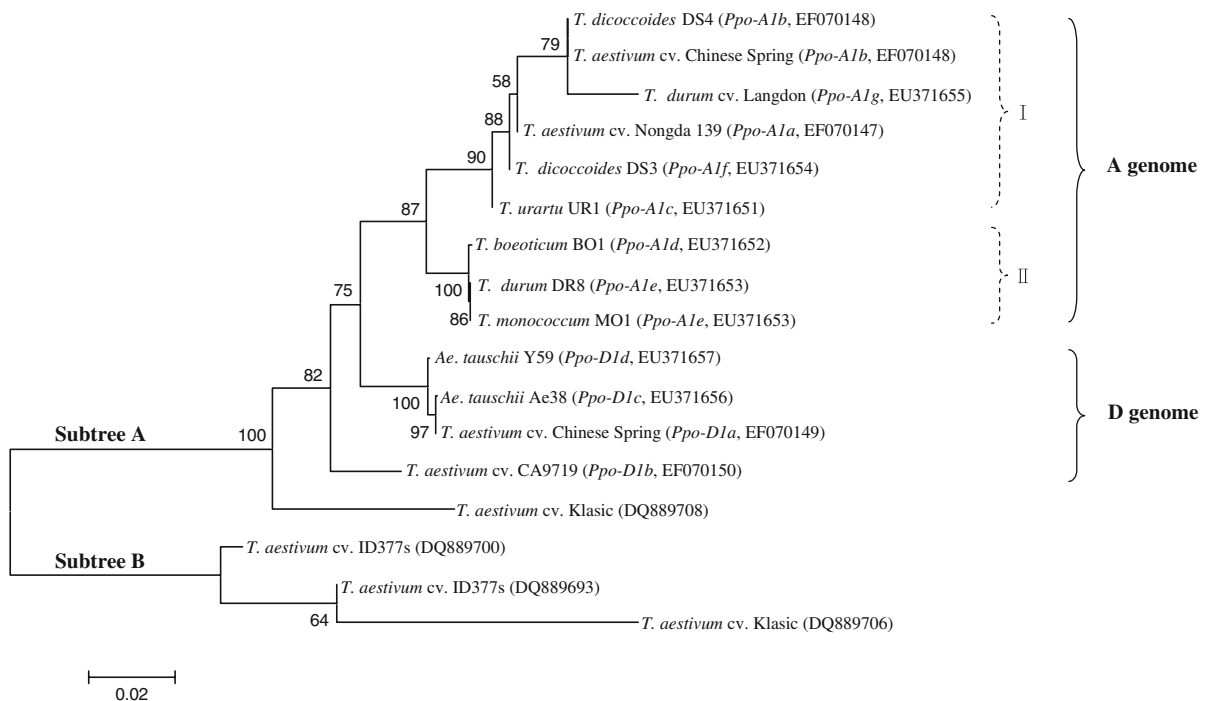 T. dicoccoides DS4 (Ppo-A1b, EF070148)
79
T. aestivum cv. Chinese Spring (Ppo-A1b, EF070148)
58
T. durum cv. Langdon (Ppo-A1g, EU371655)
I
88
T. aestivum cv. Nongda 139 (Ppo-A1a, EF070147)
90
T. dicoccoides DS3 (Ppo-A1f, EU371654)
A genome
87
T. urartu UR1 (Ppo-A1c, EU371651)
T. boeoticum BO1 (Ppo-A1d, EU371652)
75
100
T. durum DR8 (Ppo-A1e, EU371653)
II
86
T. monococcum MO1 (Ppo-A1e, EU371653)
Ae. tauschii Y59 (Ppo-D1d, EU371657)
82
100
Ae. tauschii Ae38 (Ppo-D1c, EU371656)
D genome
Subtree A
100
97
T. aestivum cv. Chinese Spring (Ppo-D1a, EF070149)
T. aestivum cv. CA9719 (Ppo-D1b, EF070150)
T. aestivum cv. Klasic (DQ889708)
Subtree B
T. aestivum cv. ID377s (DQ889700)
T. aestivum cv. ID377s (DQ889693)
64
T. aestivum cv. Klasic (DQ889706)
0.02